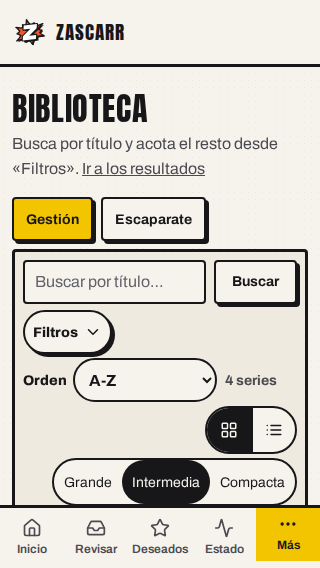 ZASCARR
BIBLIOTECA
Busca por título y acota el resto desde
«Filtros». Ir a los resultados
Gestión Escaparate
Buscar por título... Buscar
Filtros
Orden A-Z 4 series
Grande Intermedia Compacta
Inicio Revisar Deseados Estado Más